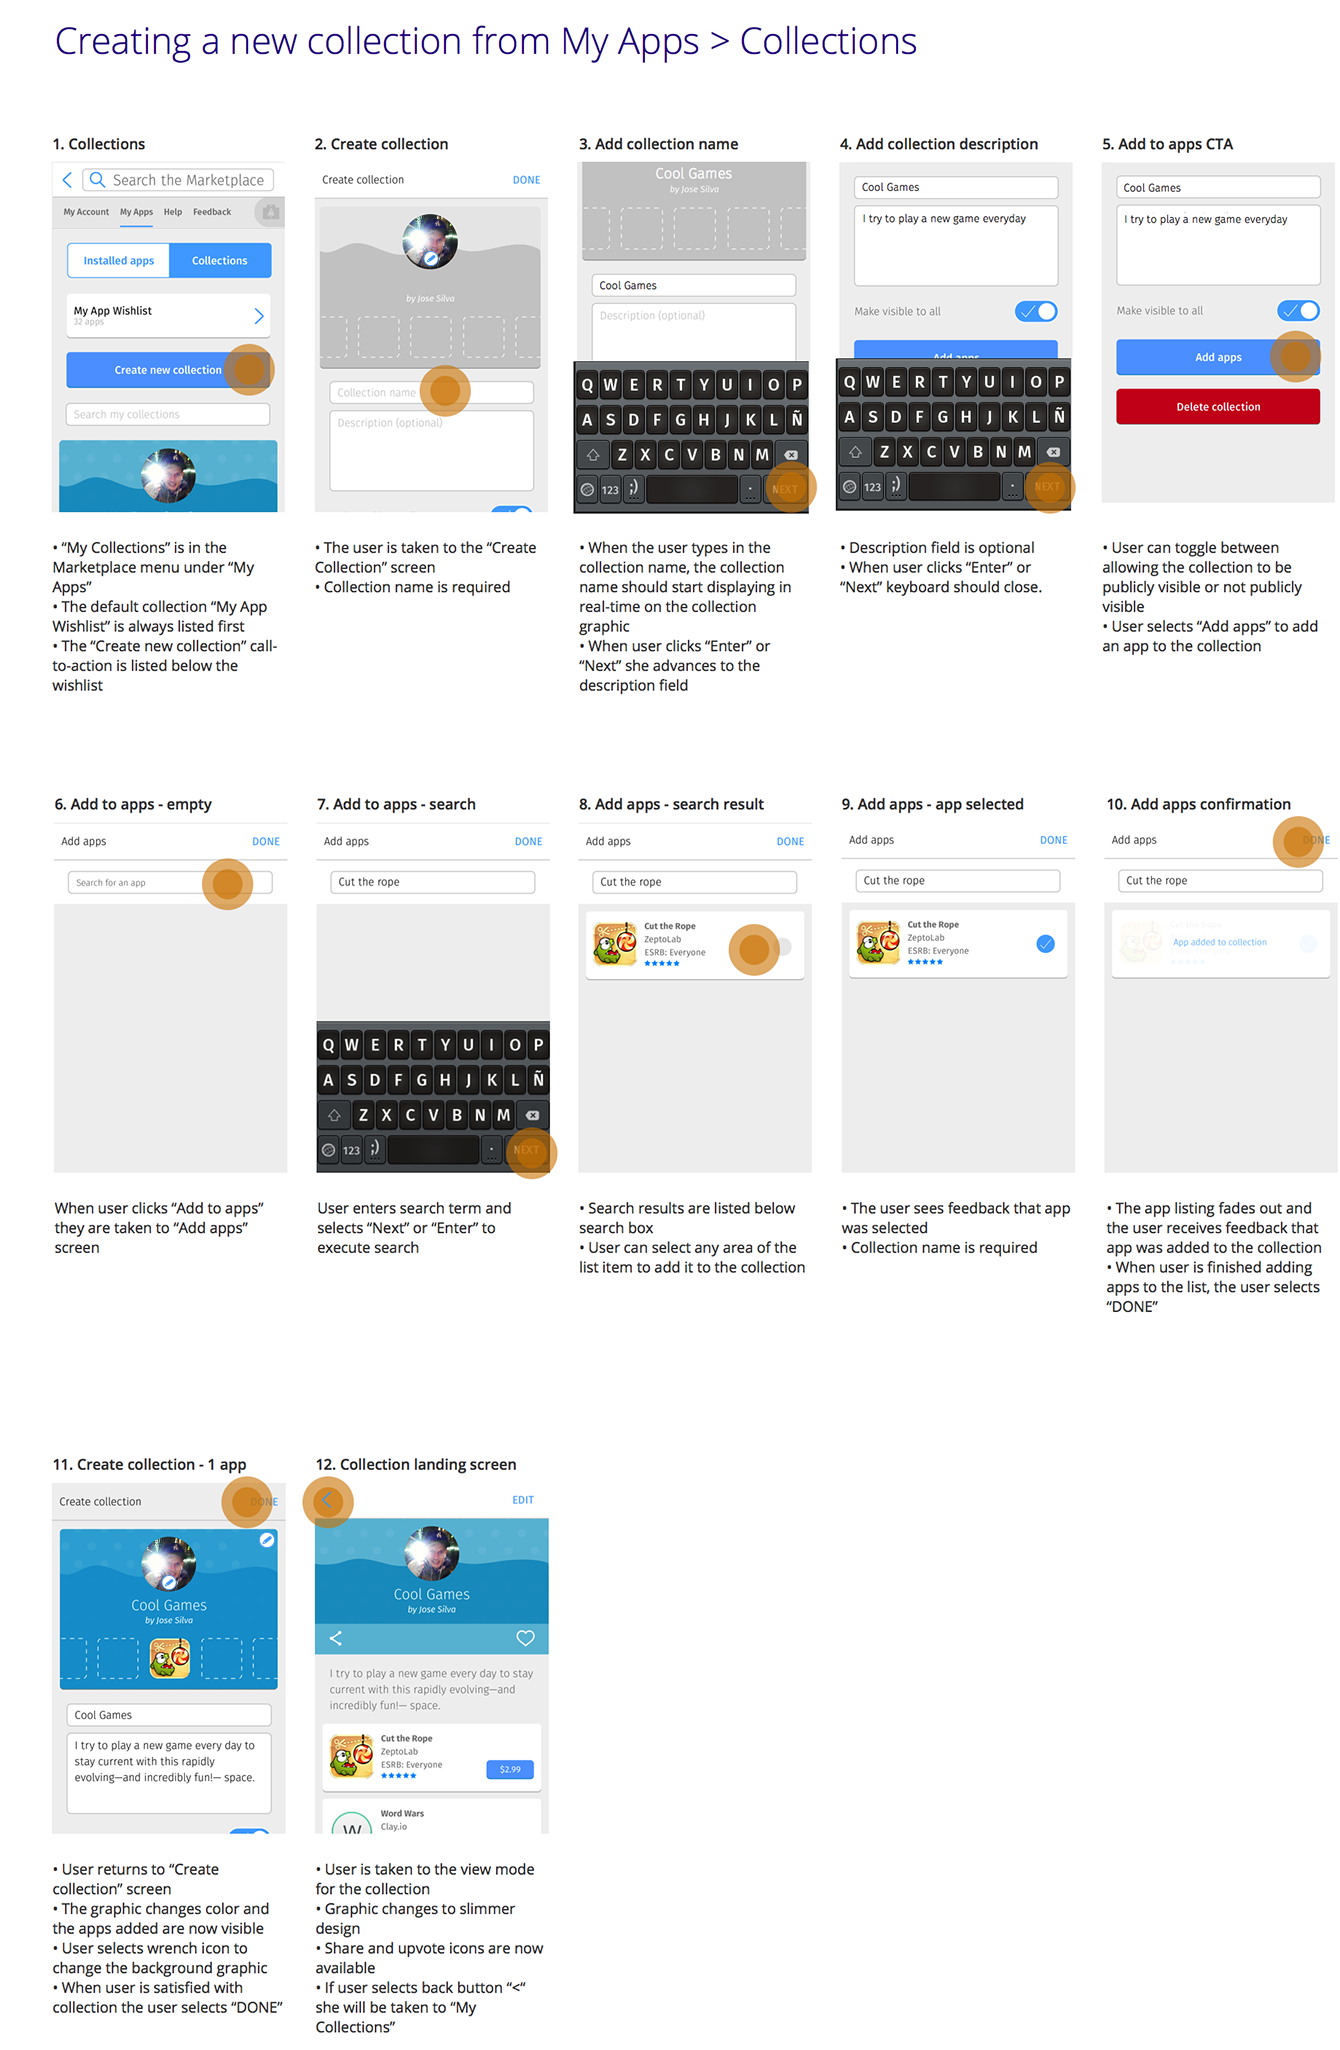 Creating a new collection from My Apps > Collections
1. Collections
Search the Marketplace
My Account My Apps Help Feedback
Installed apps Collections
My App Wishlist
32 apps
Create new collection
Search my collections
• “My Collections” is in the
Marketplace menu under “My
Apps”
• The default collection “My App
Wishlist” is always listed first
• The “Create new collection” call-
to-action is listed below the
wishlist
2. Create collection
Create collection DONE
by Jose Silva
Collection name
Description (optional)
• The user is taken to the “Create
Collection” screen
• Collection name is required
3. Add collection name
Cool Games
by Jose Silva
Cool Games
Description (optional)
Q W E R T Y U I O P
A S D F G H J K L Ñ
Z X C V B N M
123 ;) . NEXT
• When the user types in the
collection name, the collection
name should start displaying in
real-time on the collection
graphic
• When user clicks “Enter” or
“Next” she advances to the
description field
4. Add collection description
Cool Games
I try to play a new game everyday
Make visible to all
Add apps
Q W E R T Y U I O P
A S D F G H J K L Ñ
Z X C V B N M
123 ;) . NEXT
• Description field is optional
• When user clicks “Enter” or
“Next” keyboard should close.
5. Add to apps CTA
Cool Games
I try to play a new game everyday
Make visible to all
Add apps
Delete collection
• User can toggle between
allowing the collection to be
publicly visible or not publicly
visible
• User selects “Add apps” to add
an app to the collection
6. Add to apps - empty
Add apps DONE
Search for an app
When user clicks “Add to apps”
they are taken to “Add apps”
screen
7. Add to apps - search
Add apps DONE
Cut the rope
Q W E R T Y U I O P
A S D F G H J K L Ñ
Z X C V B N M
123 ;) . NEXT
User enters search term and
selects “Next” or “Enter” to
execute search
8. Add apps - search result
Add apps DONE
Cut the rope
Cut the Rope
ZeptoLab
ESRB: Everyone
• Search results are listed below
search box
• User can select any area of the
list item to add it to the collection
9. Add apps - app selected
Add apps DONE
Cut the rope
Cut the Rope
ZeptoLab
ESRB: Everyone
• The user sees feedback that app
was selected
• Collection name is required
10. Add apps confirmation
Add apps DONE
Cut the rope
Cut the Rope
App added to collection
• The app listing fades out and
the user receives feedback that
app was added to the collection
• When user is finished adding
apps to the list, the user selects
“DONE”
11. Create collection - 1 app
Create collection DONE
Cool Games
by Jose Silva
Cool Games
I try to play a new game every day to
stay current with this rapidly
evolving—and incredibly fun!— space.
• User returns to “Create
collection” screen
• The graphic changes color and
the apps added are now visible
• User selects wrench icon to
change the background graphic
• When user is satisfied with
collection the user selects “DONE”
12. Collection landing screen
EDIT
Cool Games
by Jose Silva
I try to play a new game every day to stay
current with this rapidly evolving—and
incredibly fun!— space.
Cut the Rope
ZeptoLab
ESRB: Everyone
$2.99
Word Wars
Clay.io
W
• User is taken to the view mode
for the collection
• Graphic changes to slimmer
design
• Share and upvote icons are now
available
• If user selects back button “<“
she will be taken to “My
Collections”